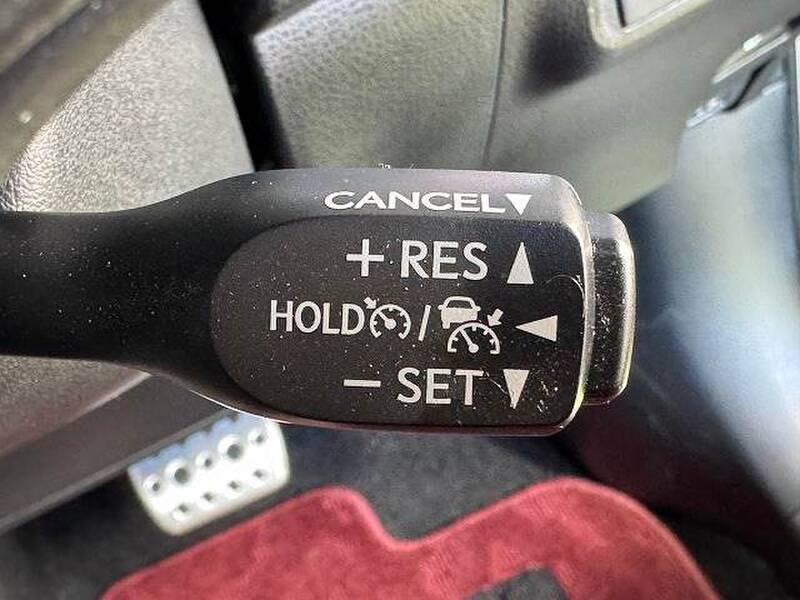 CANCEL▼
+ RES ▲
HOLD / ◀
− SET ▼